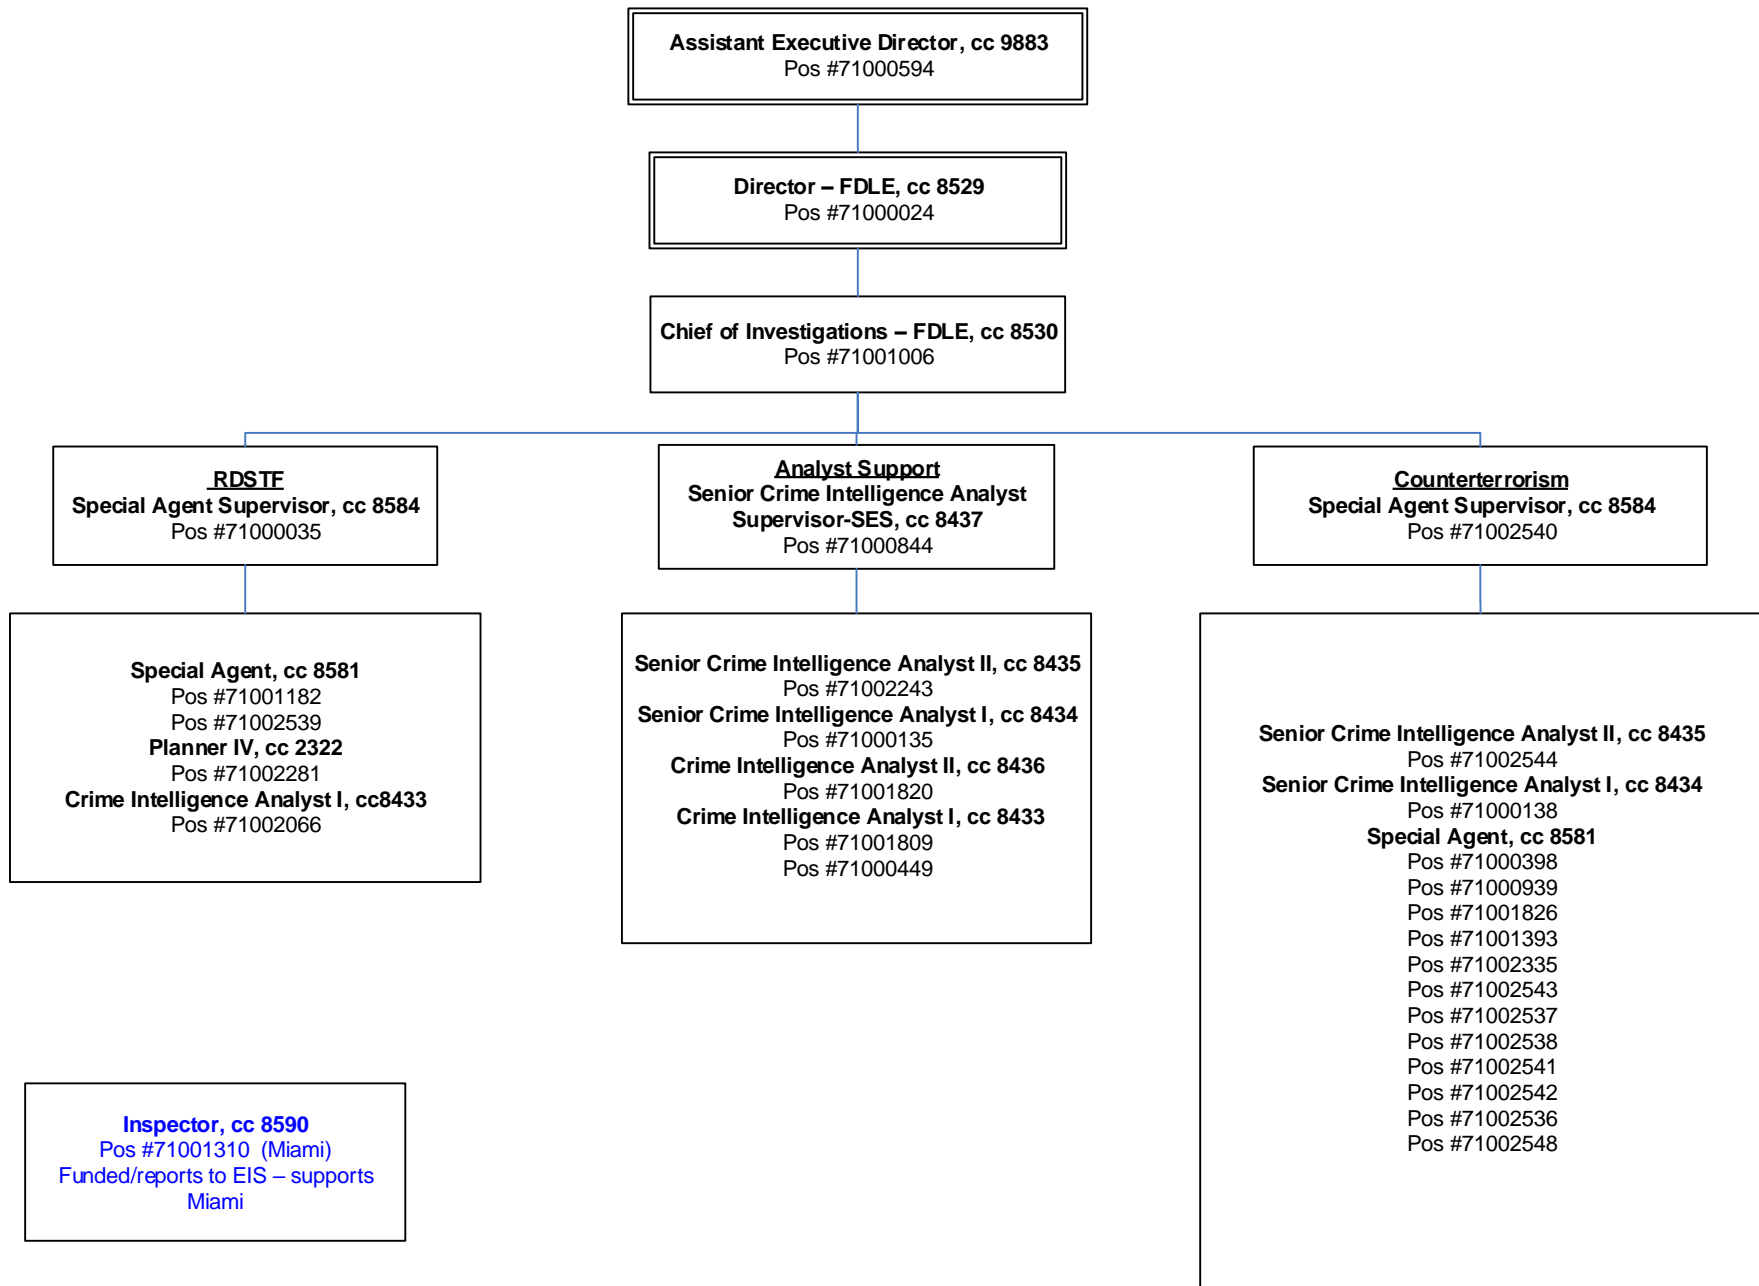 Assistant Executive Director, cc 9883
Pos #71000594
Director – FDLE, cc 8529
Pos #71000024
Chief of Investigations – FDLE, cc 8530
Pos #71001006
RDSTF
Special Agent Supervisor, cc 8584
Pos #71000035
Analyst Support
Senior Crime Intelligence Analyst
Supervisor-SES, cc 8437
Pos #71000844
Counterterrorism
Special Agent Supervisor, cc 8584
Pos #71002540
Special Agent, cc 8581
Pos #71001182
Pos #71002539
Planner IV, cc 2322
Pos #71002281
Crime Intelligence Analyst I, cc8433
Pos #71002066
Senior Crime Intelligence Analyst II, cc 8435
Pos #71002243
Senior Crime Intelligence Analyst I, cc 8434
Pos #71000135
Crime Intelligence Analyst II, cc 8436
Pos #71001820
Crime Intelligence Analyst I, cc 8433
Pos #71001809
Pos #71000449
Senior Crime Intelligence Analyst II, cc 8435
Pos #71002544
Senior Crime Intelligence Analyst I, cc 8434
Pos #71000138
Special Agent, cc 8581
Pos #71000398
Pos #71000939
Pos #71001826
Pos #71001393
Pos #71002335
Pos #71002543
Pos #71002537
Pos #71002538
Pos #71002541
Pos #71002542
Pos #71002536
Pos #71002548
Inspector, cc 8590
Pos #71001310 (Miami)
Funded/reports to EIS – supports
Miami